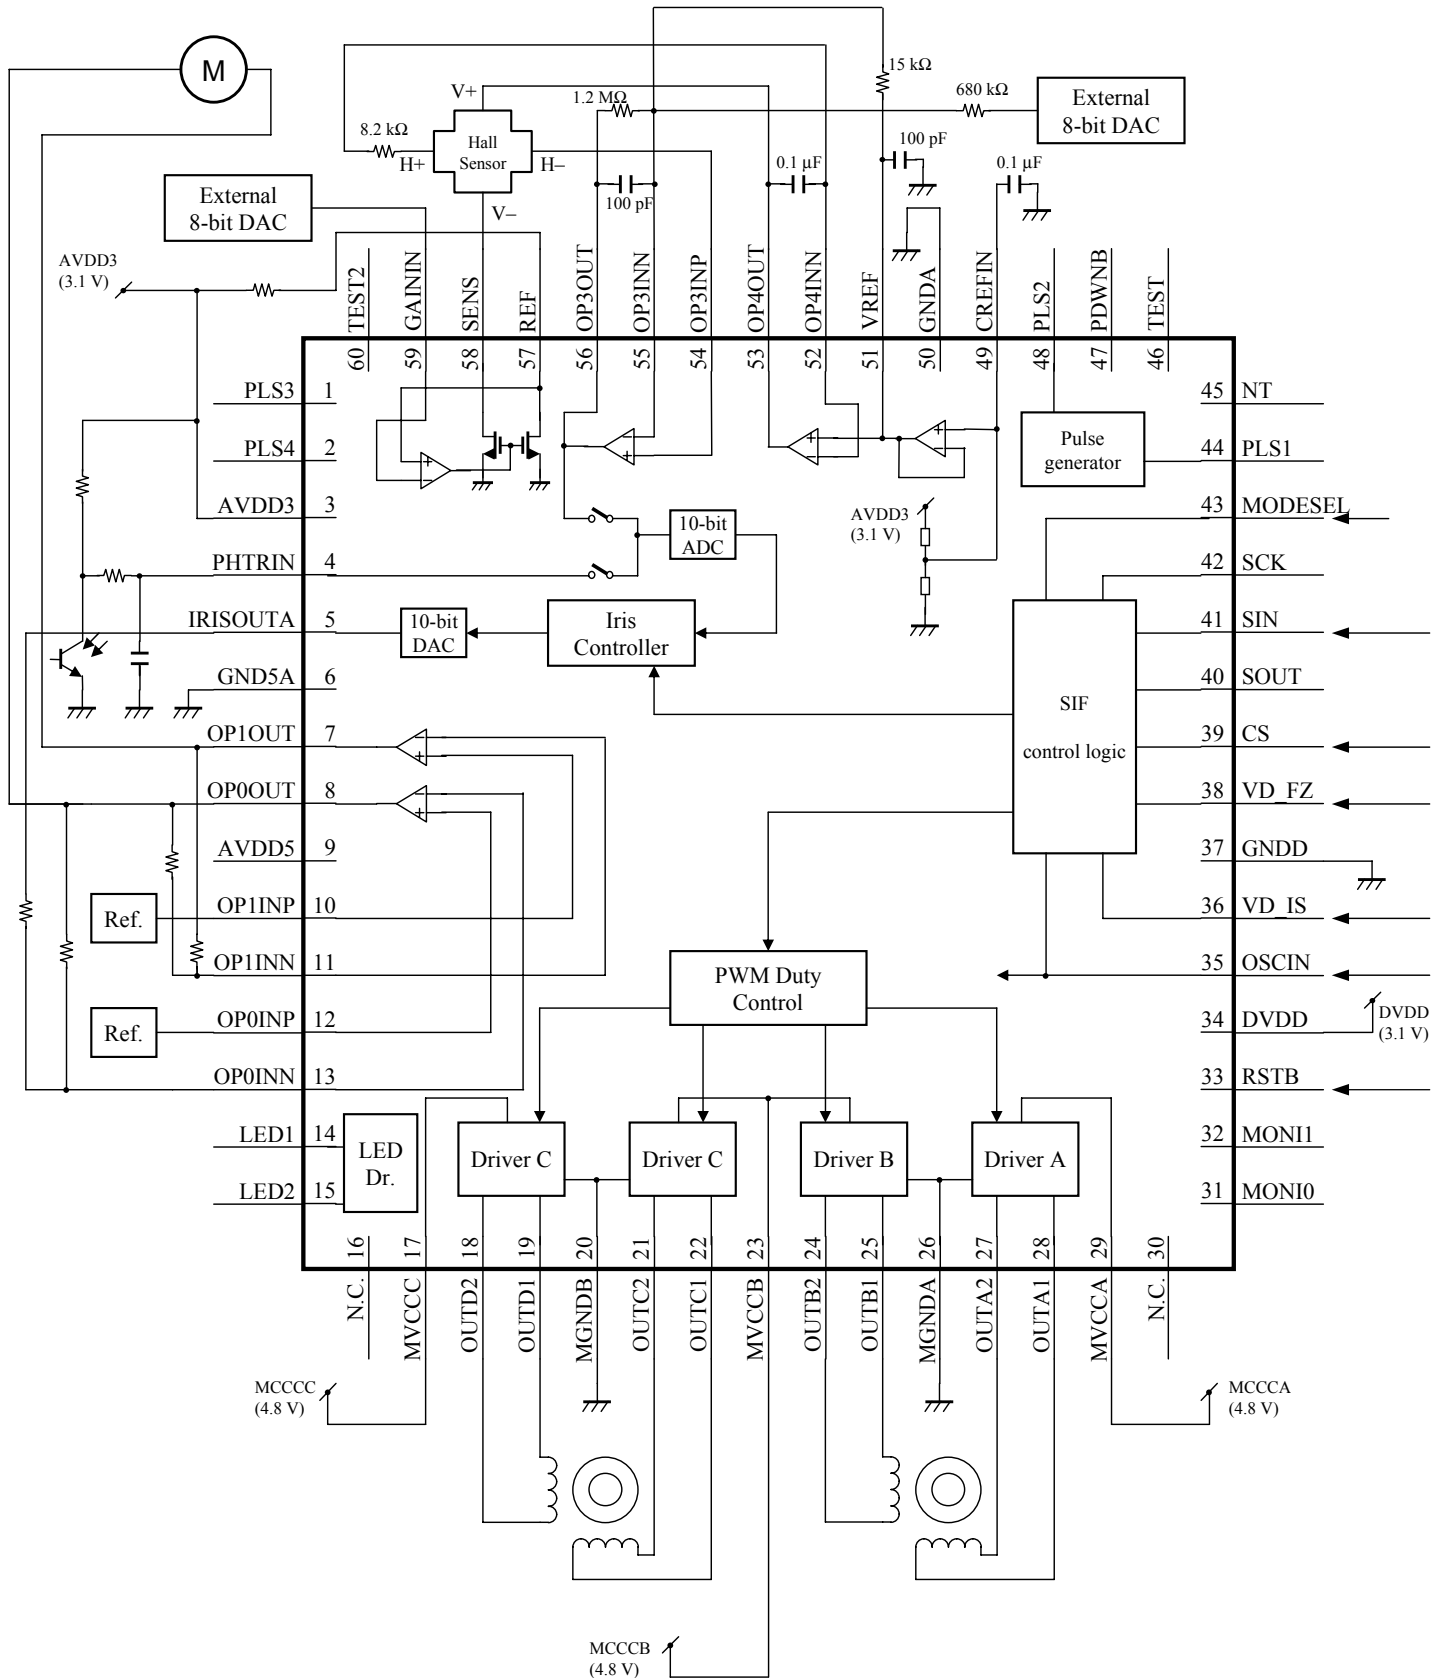 M
V+
15 kΩ
1.2 MΩ
680 kΩ
External
8-bit DAC
8.2 kΩ
H+
Hall
Sensor
H−
V−
100 pF
0.1 µF
100 pF
0.1 µF
External
8-bit DAC
AVDD3
(3.1 V)
TEST2
GAININ
SENS
REF
OP3OUT
OP3INN
OP3INP
OP4OUT
OP4INN
VREF
GNDA
CREFIN
PLS2
PDWNB
TEST
60
59
58
57
56
55
54
53
52
51
50
49
48
47
46
PLS3 1
PLS4 2
AVDD3 3
PHTRIN 4
IRISOUTA 5
GND5A 6
OP1OUT 7
OP0OUT 8
AVDD5 9
OP1INP 10
OP1INN 11
OP0INP 12
OP0INN 13
LED1 14
LED2 15
Ref.
Ref.
+
−
−
+
+
−
+
−
Pulse
generator
10-bit
ADC
AVDD3
(3.1 V)
10-bit
DAC
Iris
Controller
SIF
control logic
−
+
−
+
PWM Duty
Control
LED
Dr.
Driver C
Driver C
Driver B
Driver A
45 NT
44 PLS1
43 MODESEL
42 SCK
41 SIN
40 SOUT
39 CS
38 VD_FZ
37 GNDD
36 VD_IS
35 OSCIN
34 DVDD
33 RSTB
32 MONI1
31 MONI0
DVDD
(3.1 V)
16
17
18
19
20
21
22
23
24
25
26
27
28
29
30
N.C.
MVCCC
OUTD2
OUTD1
MGNDB
OUTC2
OUTC1
MVCCB
OUTB2
OUTB1
MGNDA
OUTA2
OUTA1
MVCCA
N.C.
MCCCC
(4.8 V)
MCCCA
(4.8 V)
MCCCB
(4.8 V)